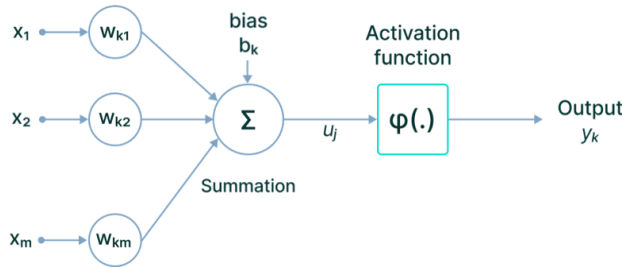 x₁
wₖ₁
bias
bₖ
Activation
function
x₂
wₖ₂
Σ
uⱼ
φ(.)
Output
yₖ
Summation
xₘ
wₖₘ